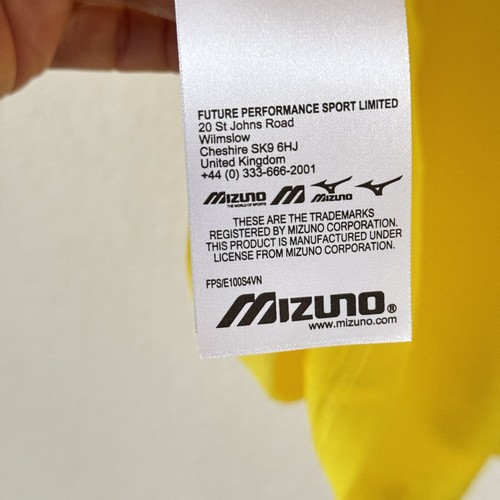 FUTURE PERFORMANCE SPORT LIMITED
20 St Johns Road
Wilmslow
Cheshire SK9 6HJ
United Kingdom
+44 (0) 333-666-2001
MIZUNO M MIZUNO
THE WORLD OF SPORTS
THESE ARE THE TRADEMARKS
REGISTERED BY MIZUNO CORPORATION.
THIS PRODUCT IS MANUFACTURED UNDER
LICENSE FROM MIZUNO CORPORATION.
FPS/E100S4VN
MIZUNO®
www.mizuno.com